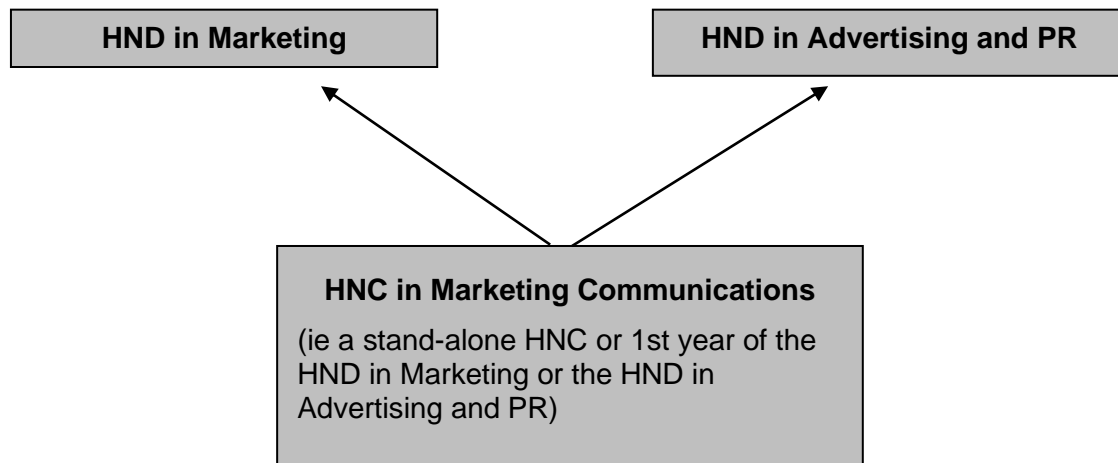 HND in Marketing
HND in Advertising and PR
HNC in Marketing Communications
(ie a stand-alone HNC or 1st year of the
HND in Marketing or the HND in
Advertising and PR)